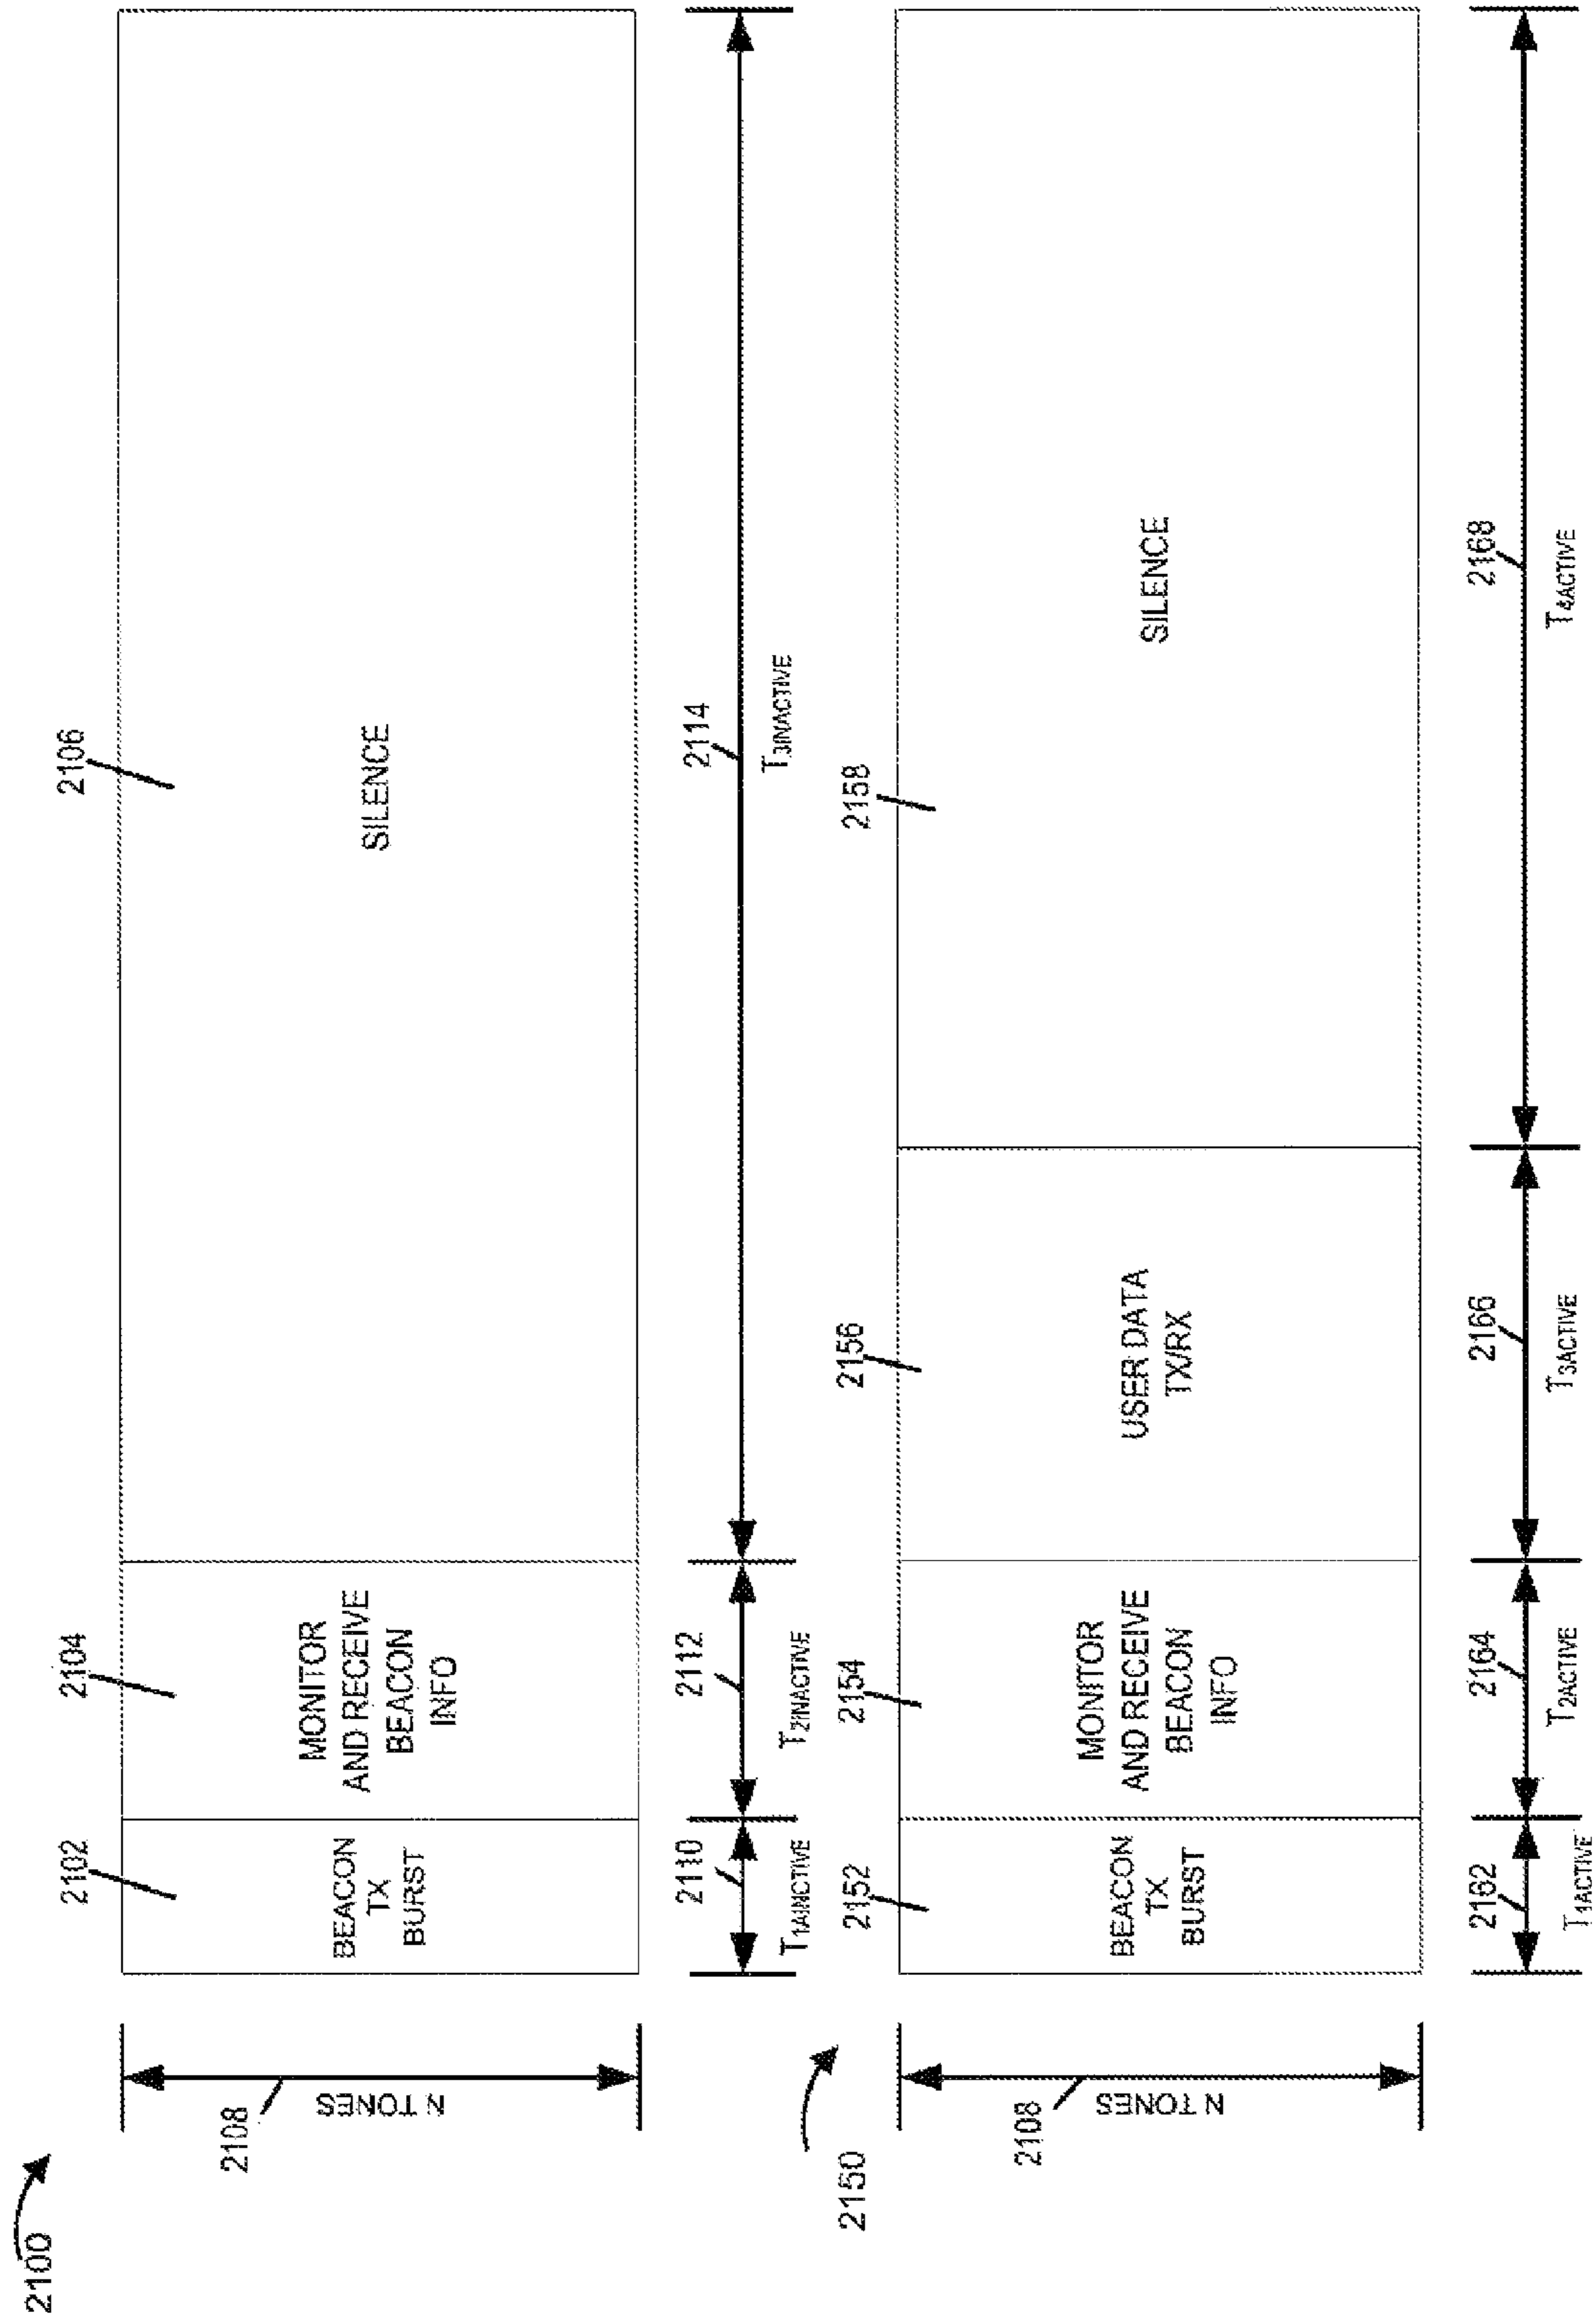 2100
2102
2104
2106
N TONES
2108
BEACON
TX
BURST
MONITOR
AND RECEIVE
BEACON
INFO
SILENCE
2110
2112
2114
T1AINCTIVE
T2INACTIVE
T3INACTIVE
2150
2152
2154
2156
2158
N TONES
2108
BEACON
TX
BURST
MONITOR
AND RECEIVE
BEACON
INFO
USER DATA
TX/RX
SILENCE
2162
2164
2166
2168
T1ACTIVE
T2ACTIVE
T3ACTIVE
T4ACTIVE